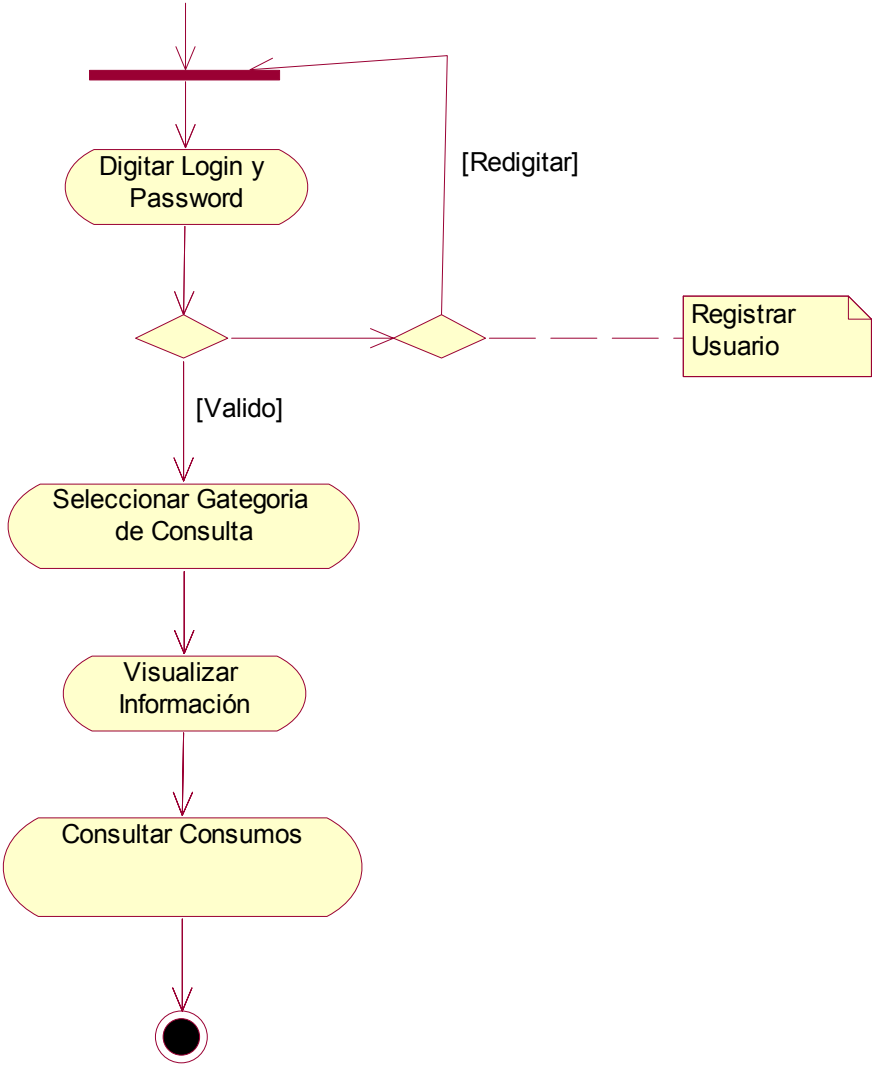 Digitar Login y
Password
[Redigitar]
Registrar
Usuario
[Valido]
Seleccionar Gategoria
de Consulta
Visualizar
Información
Consultar Consumos